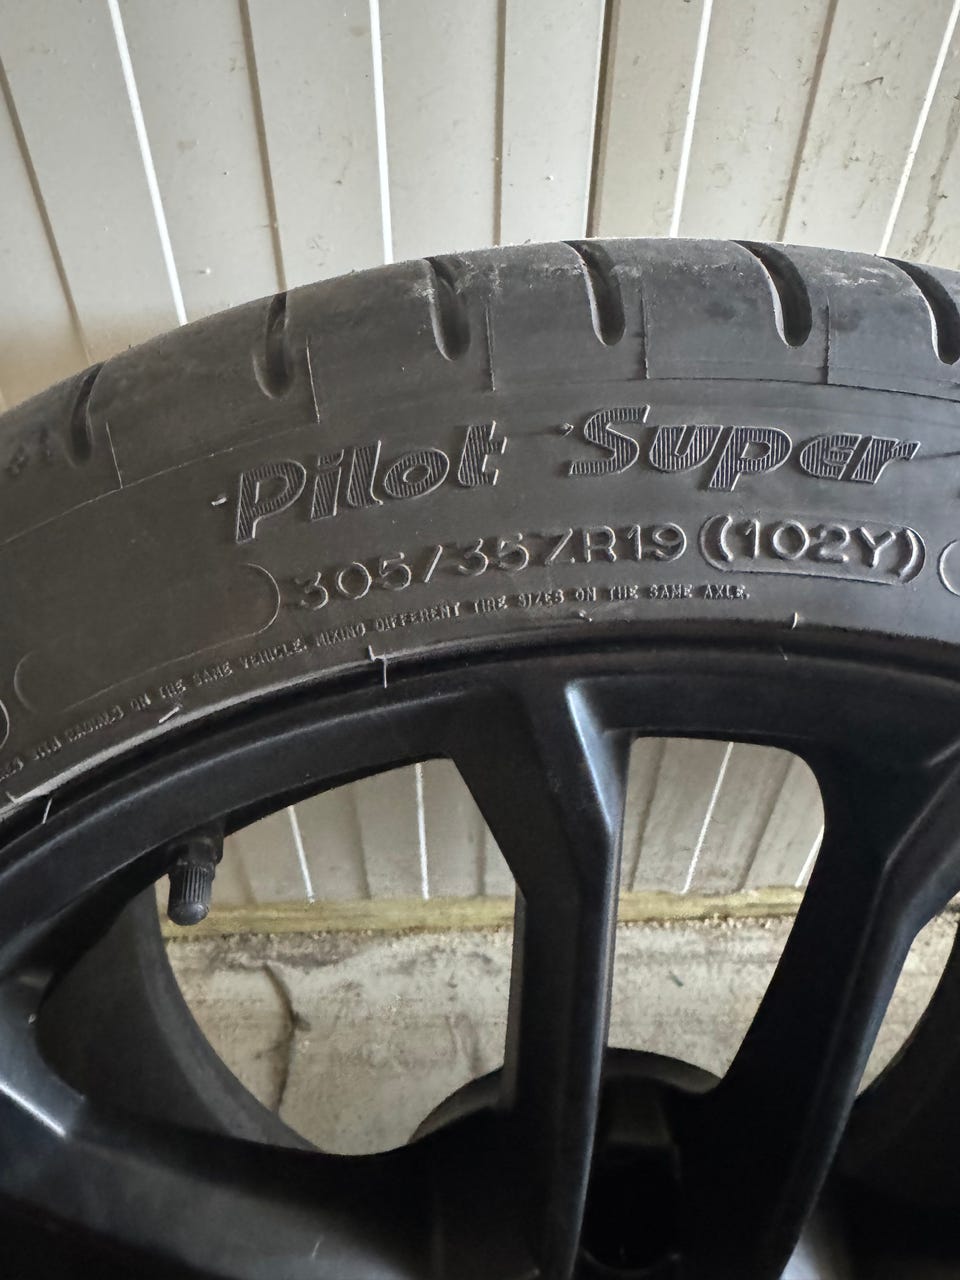 Pilot Super
305/35ZR19 (102Y)
ON THE SAME VEHICLE. MIXING DIFFERENT TIRE SIZES ON THE SAME AXLE.